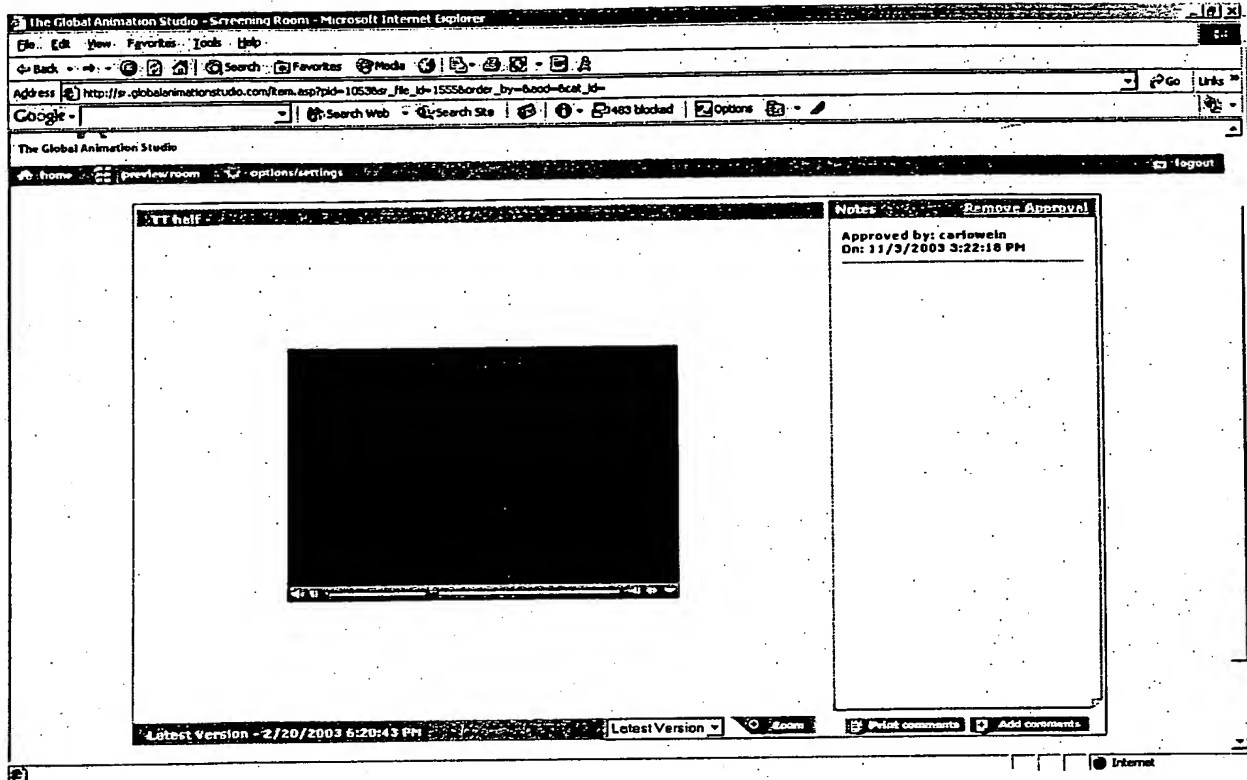 The Global Animation Studio - Screening Room - Microsoft Internet Explorer
File Edit View Favorites Tools Help
Back Search Favorites Media
Address http://sr.globalanimationstudio.com/item.asp?pid=1053&sr_file_id=1555&order_by=&aod=&cat_id= Go Links »
Google Search Web Search Site 483 blocked Options
The Global Animation Studio
home preview room options/settings logout
half
Notes Remove Approval
Approved by: carlowein
On: 11/3/2003 3:22:18 PM
Latest Version - 2/20/2003 6:20:43 PM Latest Version Zoom Print comments Add comments
Internet